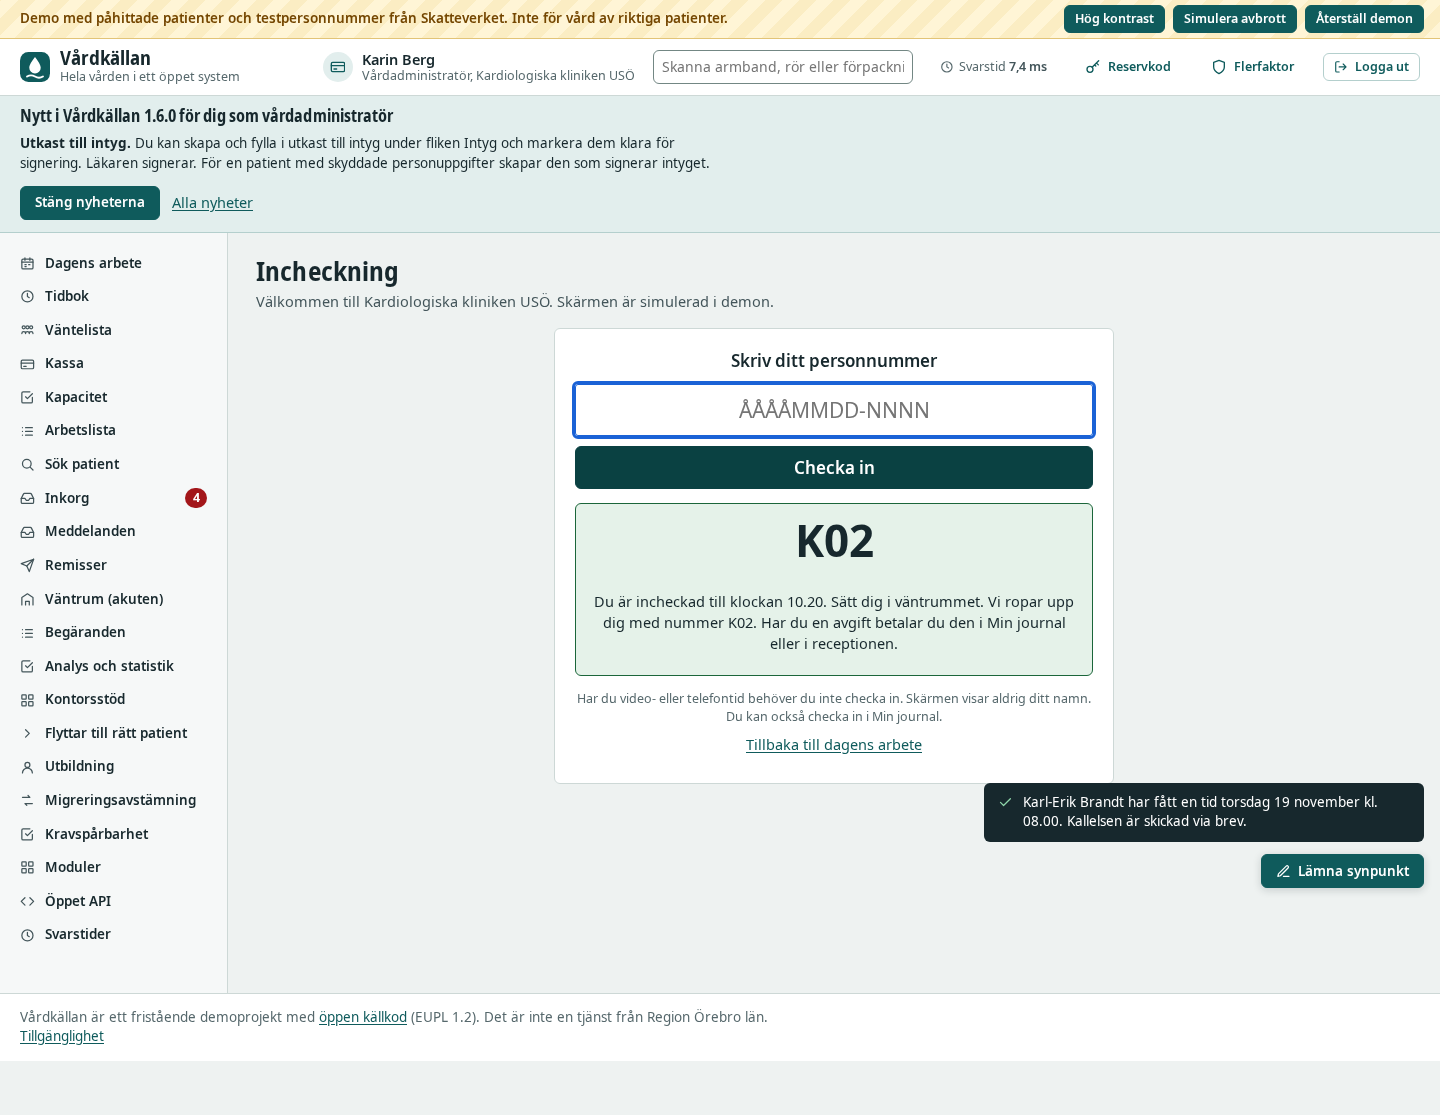 Demo med påhittade patienter och testpersonnummer från Skatteverket. Inte för vård av riktiga patienter.
Hög kontrast
Simulera avbrott
Återställ demon
Vårdkällan
Hela vården i ett öppet system
Karin Berg
Vårdadministratör, Kardiologiska kliniken USÖ
Skanna armband, rör eller förpackni
Svarstid 7,4 ms
Reservkod
Flerfaktor
Logga ut
Nytt i Vårdkällan 1.6.0 för dig som vårdadministratör
Utkast till intyg. Du kan skapa och fylla i utkast till intyg under fliken Intyg och markera dem klara för
signering. Läkaren signerar. För en patient med skyddade personuppgifter skapar den som signerar intyget.
Stäng nyheterna
Alla nyheter
Dagens arbete
Tidbok
Väntelista
Kassa
Kapacitet
Arbetslista
Sök patient
Inkorg
4
Meddelanden
Remisser
Väntrum (akuten)
Begäranden
Analys och statistik
Kontorsstöd
Flyttar till rätt patient
Utbildning
Migreringsavstämning
Kravspårbarhet
Moduler
Öppet API
Svarstider
Incheckning
Välkommen till Kardiologiska kliniken USÖ. Skärmen är simulerad i demon.
Skriv ditt personnummer
ÅÅÅÅMMDD-NNNN
Checka in
K02
Du är incheckad till klockan 10.20. Sätt dig i väntrummet. Vi ropar upp
dig med nummer K02. Har du en avgift betalar du den i Min journal
eller i receptionen.
Har du video- eller telefontid behöver du inte checka in. Skärmen visar aldrig ditt namn.
Du kan också checka in i Min journal.
Tillbaka till dagens arbete
Karl-Erik Brandt har fått en tid torsdag 19 november kl.
08.00. Kallelsen är skickad via brev.
Lämna synpunkt
Vårdkällan är ett fristående demoprojekt med öppen källkod (EUPL 1.2). Det är inte en tjänst från Region Örebro län.
Tillgänglighet